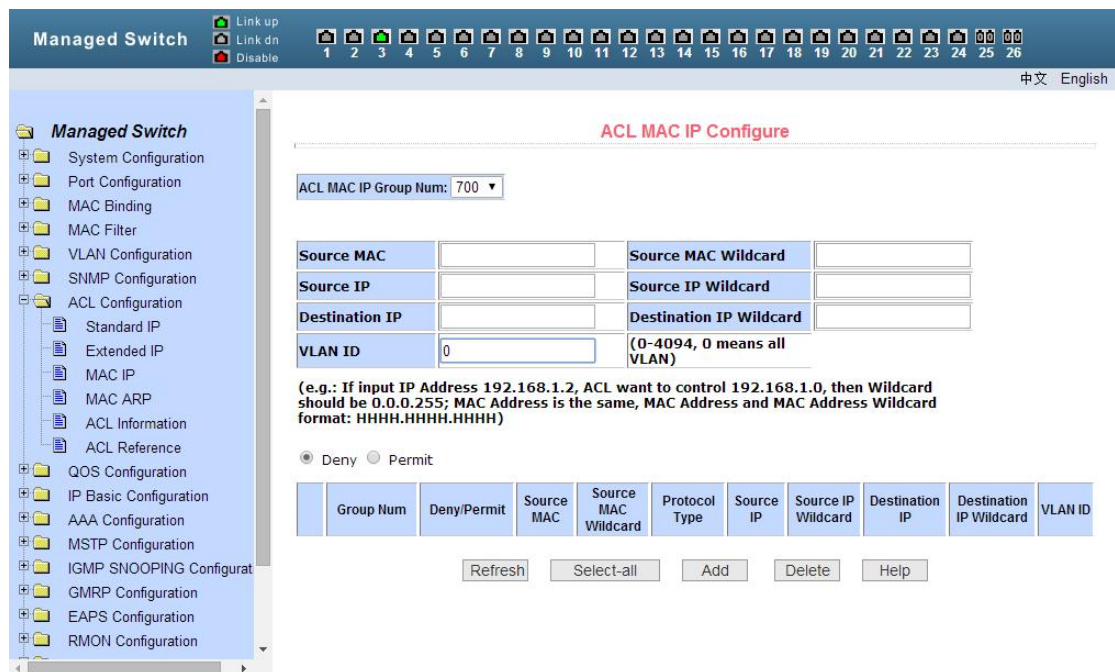 Managed Switch
Link up
Link dn
Disable
1 2 3 4 5 6 7 8 9 10 11 12 13 14 15 16 17 18 19 20 21 22 23 24 25 26
中文 English
Managed Switch
System Configuration
Port Configuration
MAC Binding
MAC Filter
VLAN Configuration
SNMP Configuration
ACL Configuration
Standard IP
Extended IP
MAC IP
MAC ARP
ACL Information
ACL Reference
QOS Configuration
IP Basic Configuration
AAA Configuration
MSTP Configuration
IGMP SNOOPING Configurat
GMRP Configuration
EAPS Configuration
RMON Configuration
ACL MAC IP Configure
ACL MAC IP Group Num: 700
Source MAC Source MAC Wildcard
Source IP Source IP Wildcard
Destination IP Destination IP Wildcard
VLAN ID 0 (0-4094, 0 means all
VLAN)
(e.g.: If input IP Address 192.168.1.2, ACL want to control 192.168.1.0, then Wildcard
should be 0.0.0.255; MAC Address is the same, MAC Address and MAC Address Wildcard
format: HHHH.HHHH.HHHH)
Deny Permit
Group Num Deny/Permit Source MAC Source MAC Wildcard Protocol Type Source IP Source IP Wildcard Destination IP Destination IP Wildcard VLAN ID
Refresh Select-all Add Delete Help